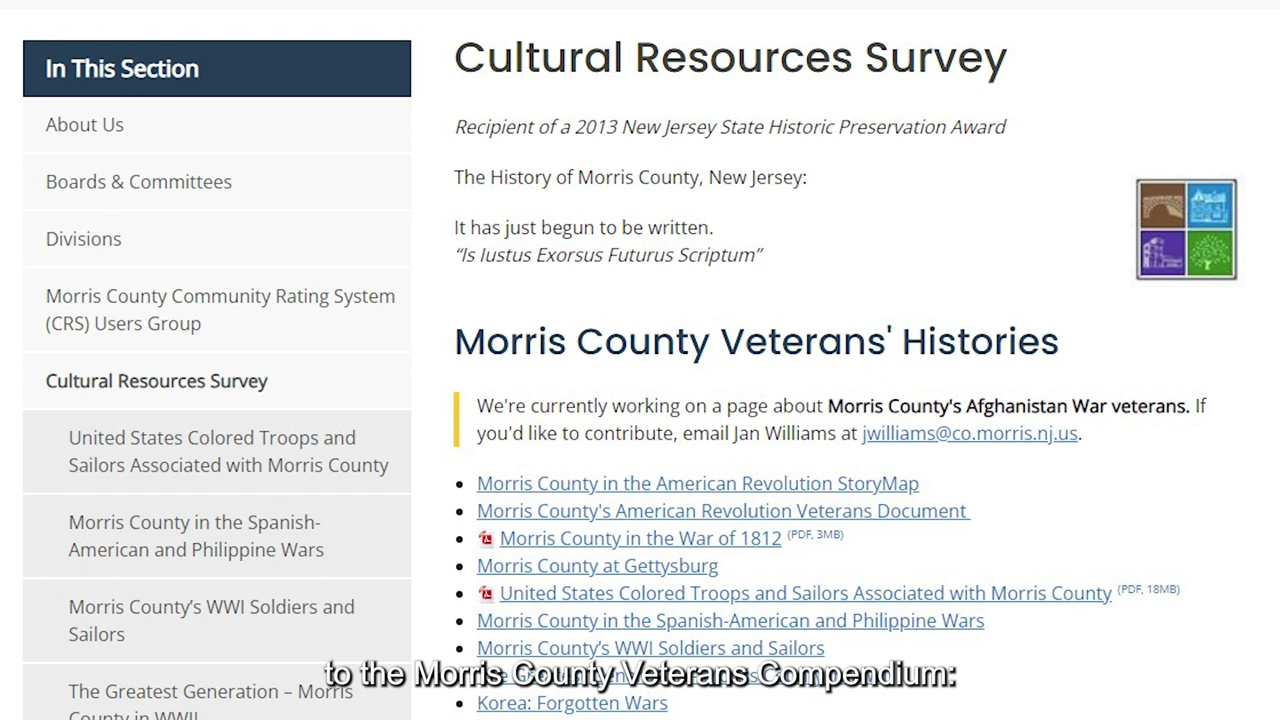 In This Section
About Us
Boards & Committees
Divisions
Morris County Community Rating System
(CRS) Users Group
Cultural Resources Survey
United States Colored Troops and
Sailors Associated with Morris County
Morris County in the Spanish-
American and Philippine Wars
Morris County’s WWI Soldiers and
Sailors
The Greatest Generation – Morris
County in WWII
Cultural Resources Survey
Recipient of a 2013 New Jersey State Historic Preservation Award
The History of Morris County, New Jersey:
It has just begun to be written.
“Is Iustus Exorsus Futurus Scriptum”
Morris County Veterans' Histories
We're currently working on a page about Morris County's Afghanistan War veterans. If
you'd like to contribute, email Jan Williams at jwilliams@co.morris.nj.us.
Morris County in the American Revolution StoryMap
Morris County's American Revolution Veterans Document
Morris County in the War of 1812 (PDF, 3MB)
Morris County at Gettysburg
United States Colored Troops and Sailors Associated with Morris County (PDF, 18MB)
Morris County in the Spanish-American and Philippine Wars
Morris County’s WWI Soldiers and Sailors
Korea: Forgotten Wars
to the Morris County Veterans Compendium: